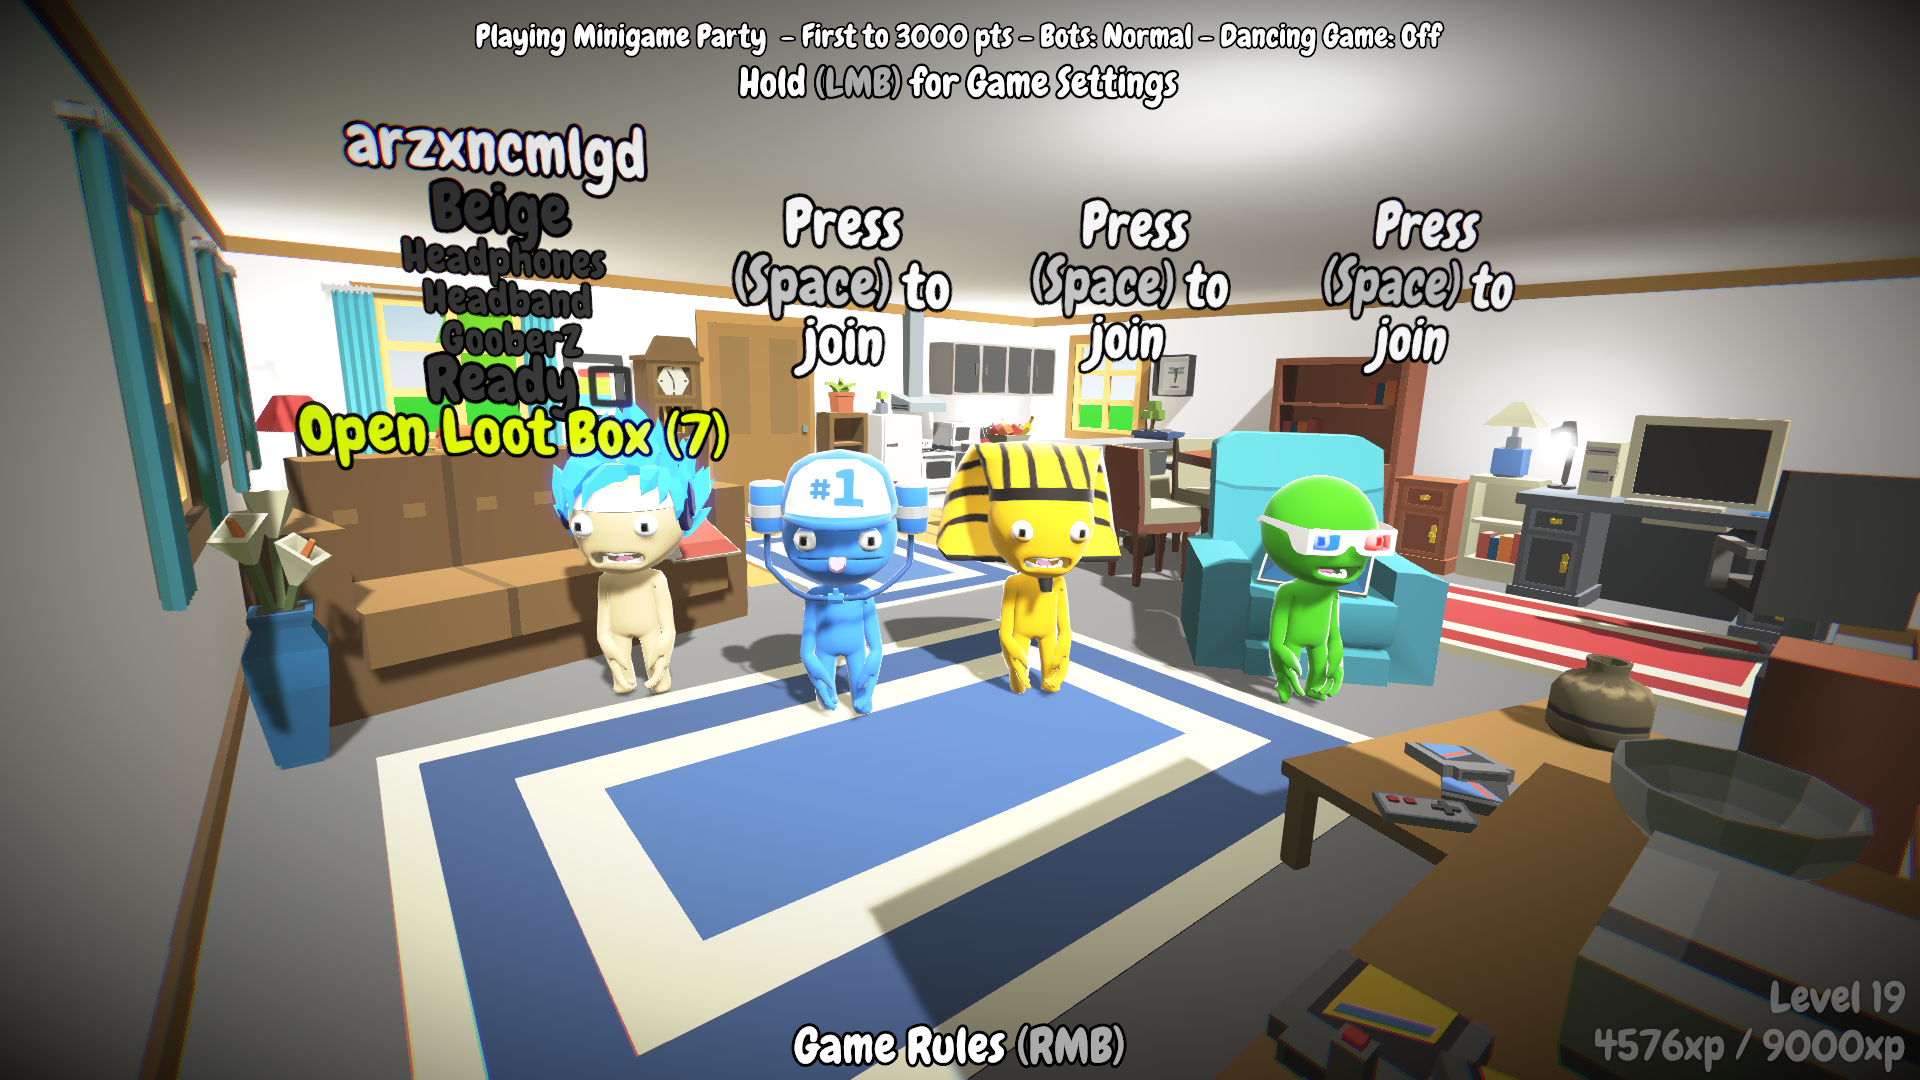 Playing Minigame Party - First to 3000 pts - Bots: Normal - Dancing Game: Off
Hold (LMB) for Game Settings
arzxncmlgd
Beige
Headphones
Headband
GooberZ
Ready
Open Loot Box (7)
Press
(Space) to
join
Press
(Space) to
join
Press
(Space) to
join
#1
Game Rules (RMB)
Level 19
4576xp / 9000xp